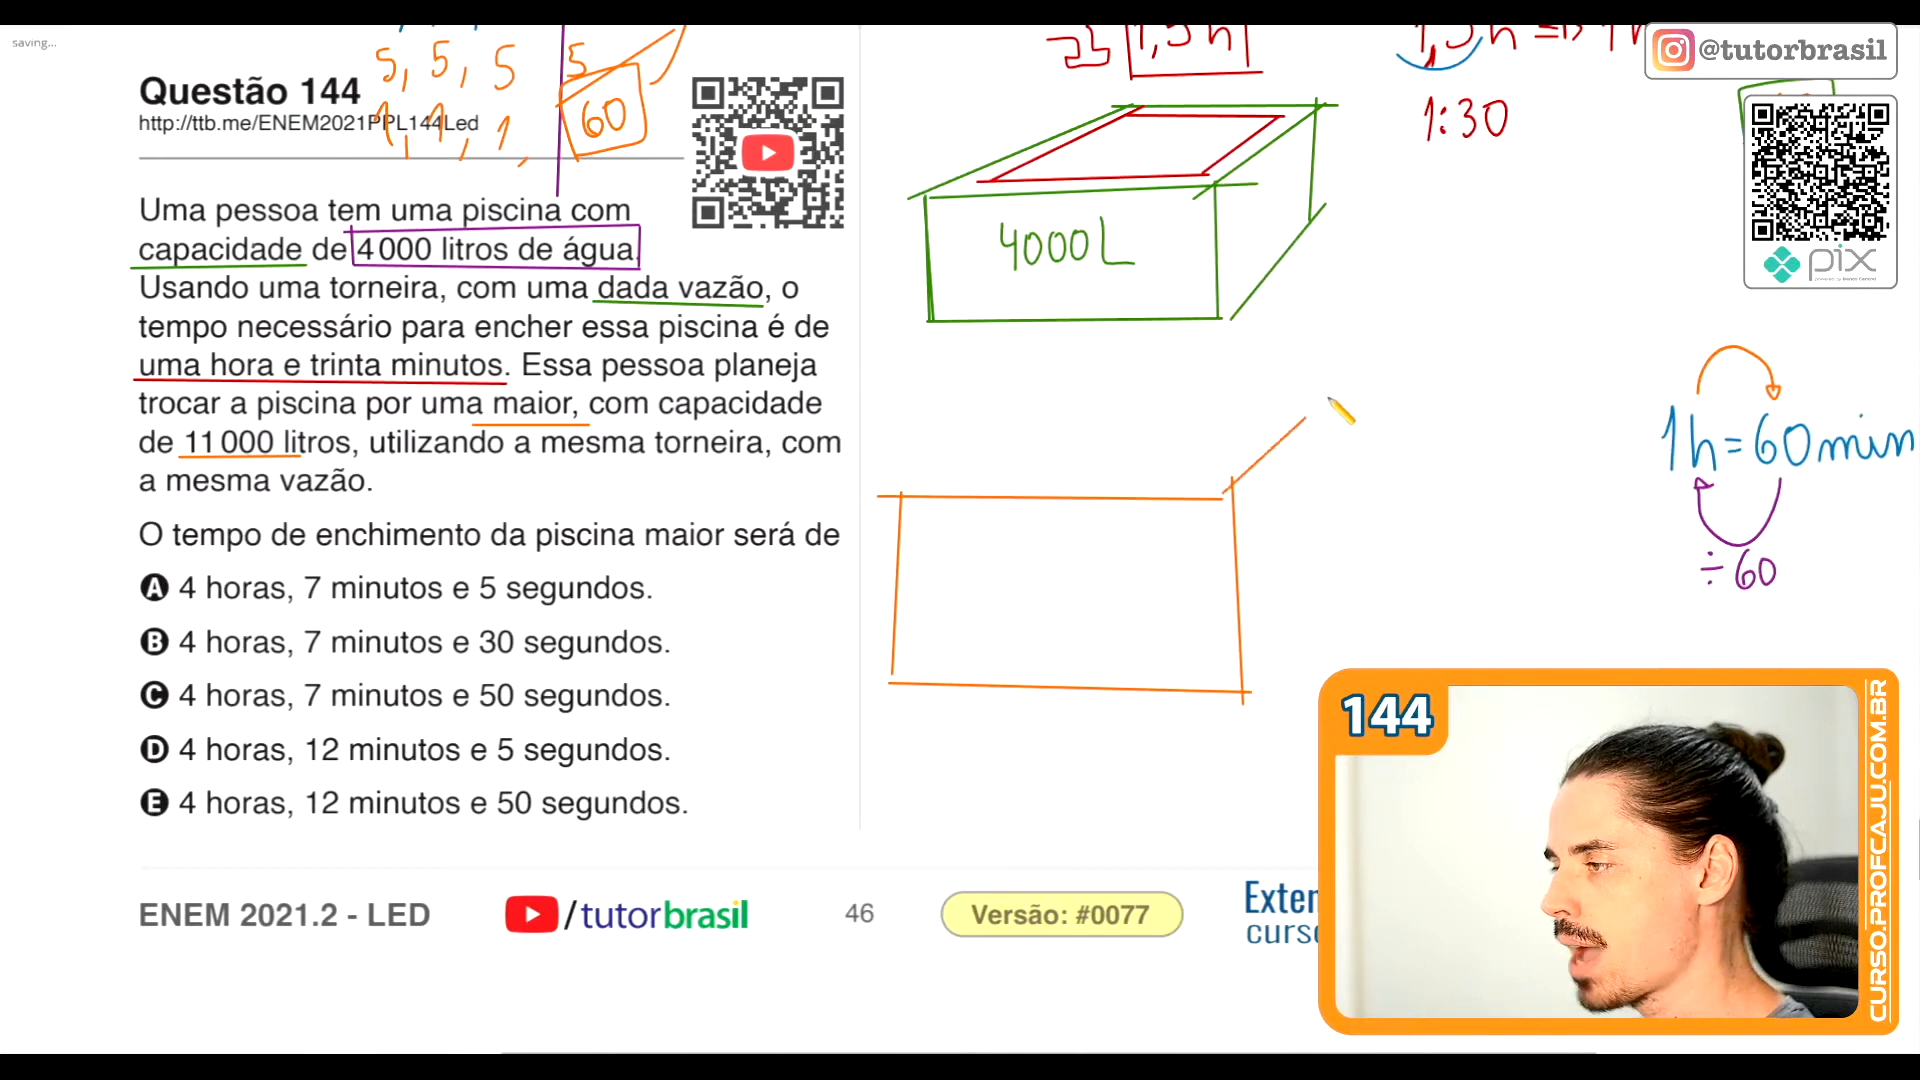 saving...
5, 5, 5 5
1, 1, 1, 60
Questão 144
http://ttb.me/ENEM2021PPL144Led
Uma pessoa tem uma piscina com
capacidade de 4 000 litros de água.
Usando uma torneira, com uma dada vazão, o
tempo necessário para encher essa piscina é de
uma hora e trinta minutos. Essa pessoa planeja
trocar a piscina por uma maior, com capacidade
de 11 000 litros, utilizando a mesma torneira, com
a mesma vazão.
O tempo de enchimento da piscina maior será de
A 4 horas, 7 minutos e 5 segundos.
B 4 horas, 7 minutos e 30 segundos.
C 4 horas, 7 minutos e 50 segundos.
D 4 horas, 12 minutos e 5 segundos.
E 4 horas, 12 minutos e 50 segundos.
1,5h
1:30
4000L
@tutorbrasil
pix
1h=60min
÷60
144
CURSO.PROFCAJU.COM.BR
ENEM 2021.2 - LED
/tutorbrasil
46
Versão: #0077